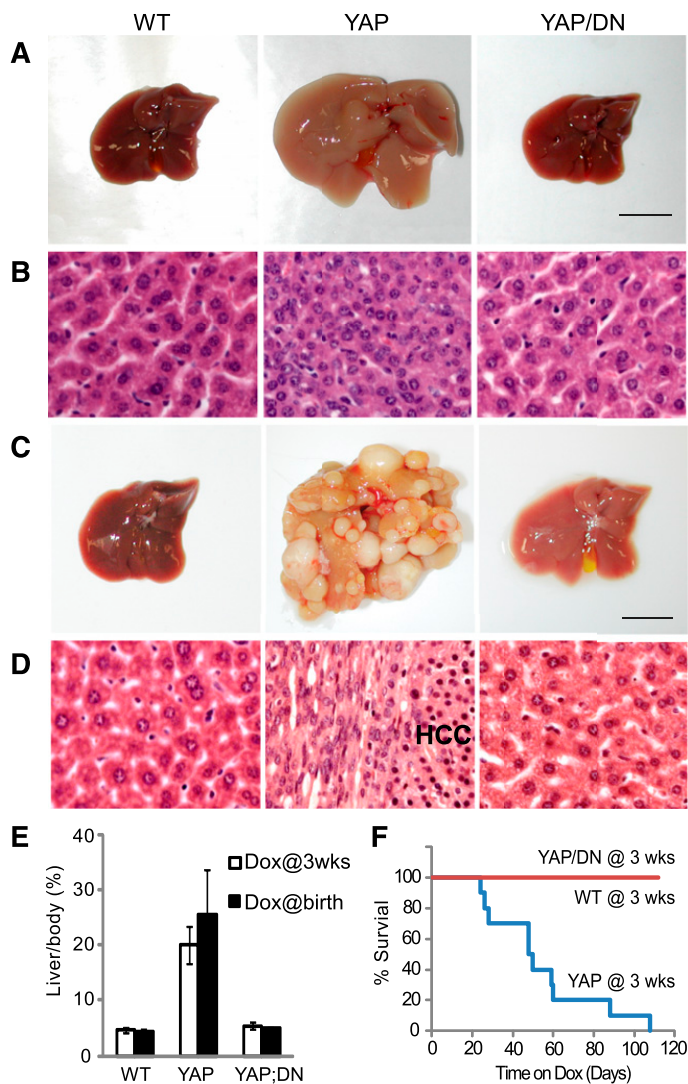 WT YAP YAP/DN
A
B
C
D
HCC
E
F
Liver/body (%)
40
30
20
10
0
Dox@3wks
Dox@birth
WT YAP YAP;DN
% Survial
100
80
60
40
20
0
YAP/DN @ 3 wks
WT @ 3 wks
YAP @ 3 wks
0 20 40 60 80 100 120
Time on Dox (Days)